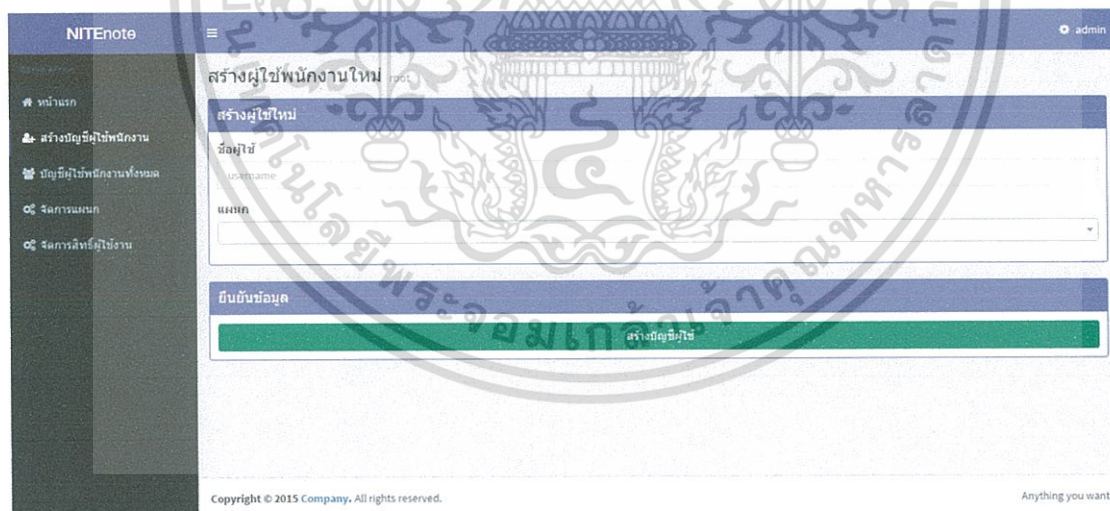 NITEnote
admin
สร้างผู้ใช้พนักงานใหม่ root
หน้าแรก
สร้างบัญชีผู้ใช้พนักงาน
บัญชีผู้ใช้พนักงานทั้งหมด
จัดการแผนก
จัดการสิทธิ์ผู้ใช้งาน
สร้างผู้ใช้ใหม่
ชื่อผู้ใช้
username
แผนก
ยืนยันข้อมูล
สร้างบัญชีผู้ใช้
Copyright © 2015 Company. All rights reserved.
Anything you want